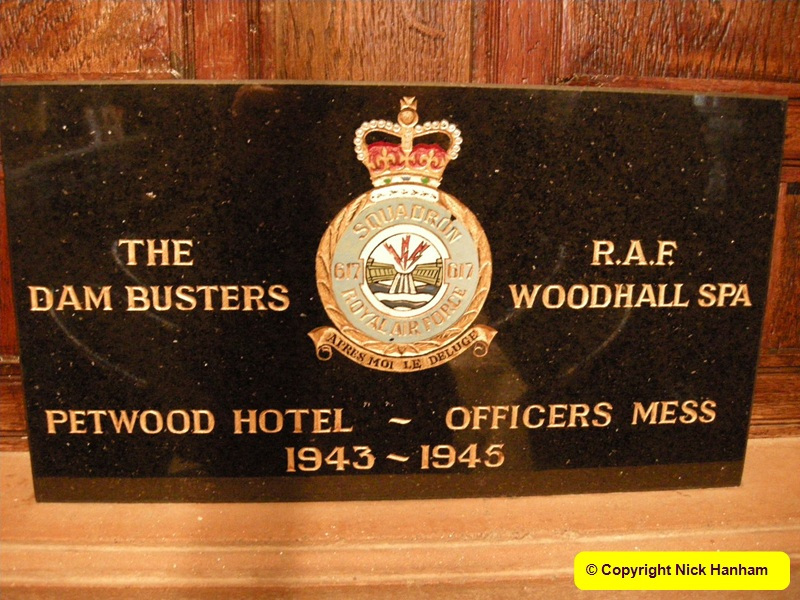 THE
DAM BUSTERS
SQUADRON
617 617
ROYAL AIR FORCE
APRES MOI LE DELUGE
R.A.F.
WOODHALL SPA
PETWOOD HOTEL ~ OFFICERS MESS
1943 ~ 1945
© Copyright Nick Hanham